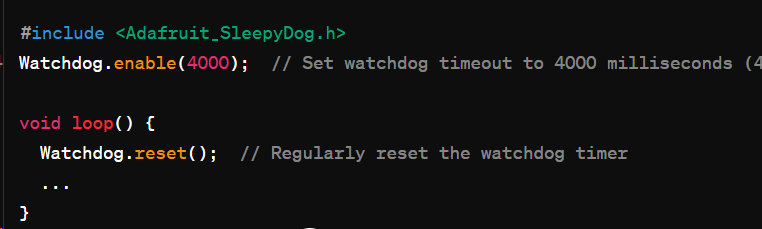 #include <Adafruit_SleepyDog.h>
Watchdog.enable(4000);  // Set watchdog timeout to 4000 milliseconds (4
void loop() {
  Watchdog.reset();  // Regularly reset the watchdog timer
  ...
}